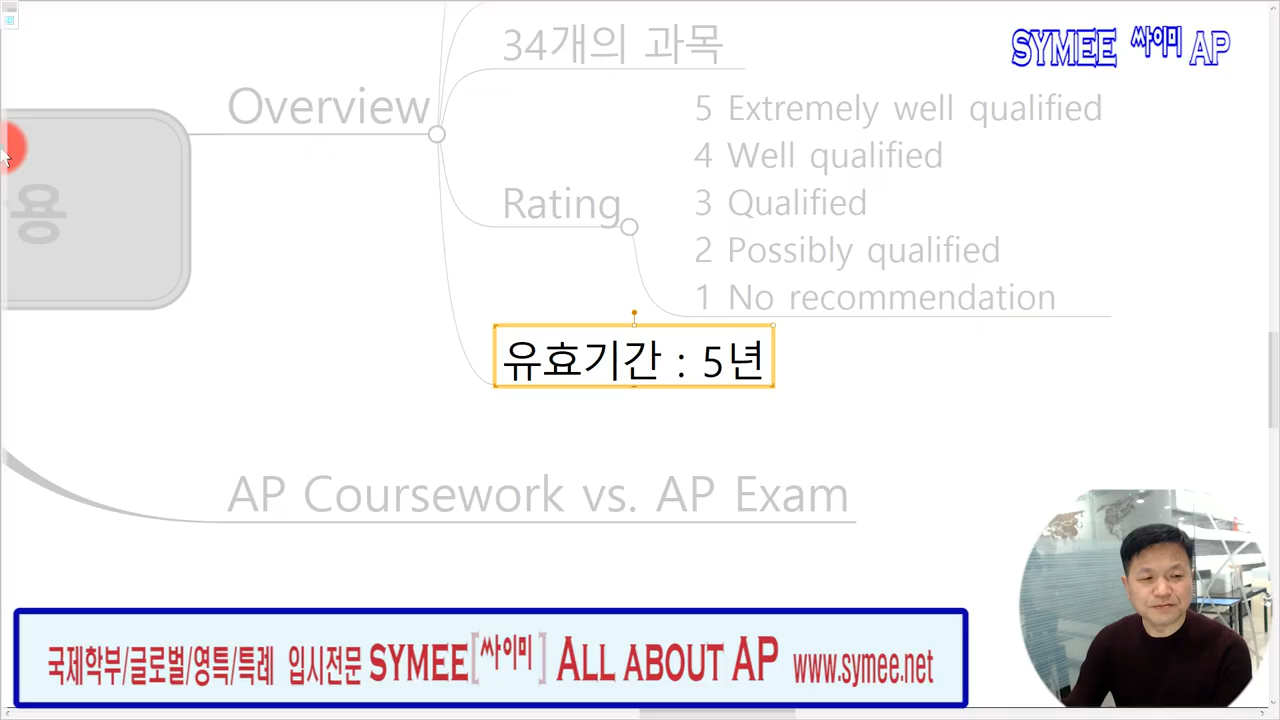 34개의 과목
SYMEE 싸이미 AP
Overview
5 Extremely well qualified
4 Well qualified
3 Qualified
2 Possibly qualified
1 No recommendation
Rating
용
유효기간 : 5년
AP Coursework vs. AP Exam
국제학부/글로벌/영특/특례 입시전문 SYMEE[싸이미] ALL ABOUT AP www.symee.net